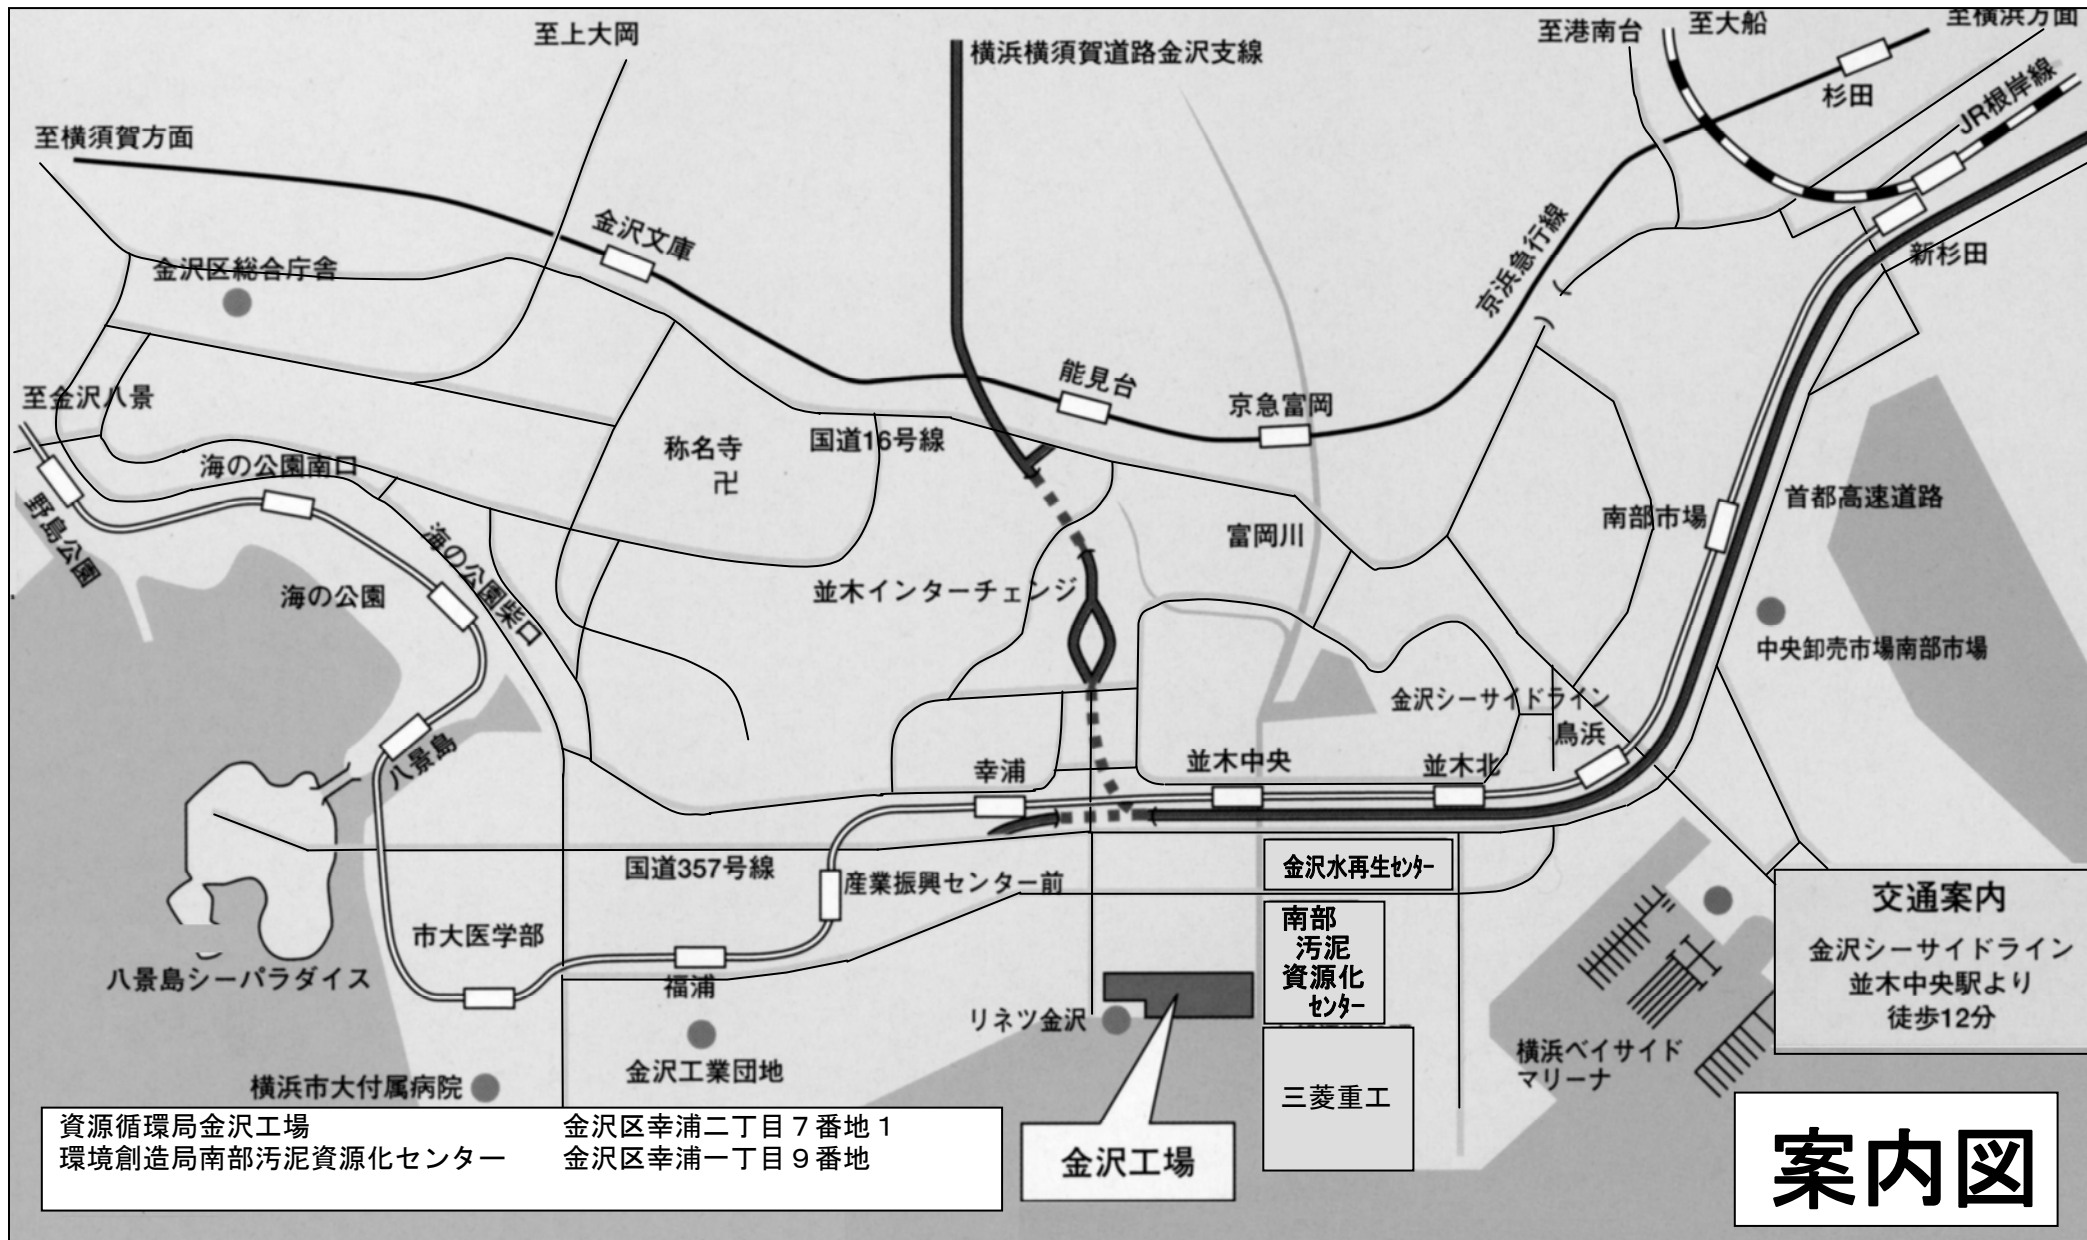 至上大岡
横浜横須賀道路金沢支線
至港南台
至大船
至横浜方面
杉田
JR根岸線
至横須賀方面
金沢文庫
京浜急行線
新杉田
金沢区総合庁舎
至金沢八景
能見台
京急富岡
称名寺
卍
国道16号線
海の公園南口
野島公園
海の公園
海の公園柴口
富岡川
並木インターチェンジ
南部市場
首都高速道路
中央卸売市場南部市場
金沢シーサイドライン
鳥浜
八景島
幸浦
並木中央
並木北
国道357号線
産業振興センター前
金沢水再生センター
市大医学部
八景島シーパラダイス
福浦
南部
汚泥
資源化
センター
リネツ金沢
金沢工業団地
横浜市大付属病院
三菱重工
横浜ベイサイド
マリーナ
交通案内
金沢シーサイドライン
並木中央駅より
徒歩12分
資源循環局金沢工場 金沢区幸浦二丁目７番地１
環境創造局南部汚泥資源化センター 金沢区幸浦一丁目９番地
金沢工場
案内図